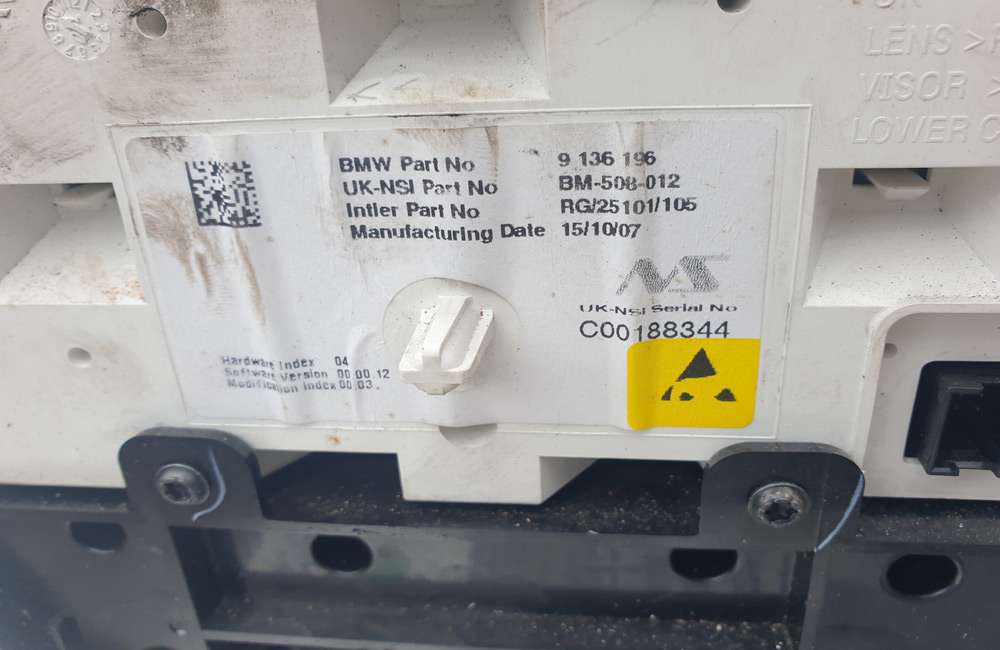 LENS >
VISOR >
LOWER C
BMW Part No 9 136 196
UK-NSI Part No BM-508-012
Intier Part No RG/25101/105
Manufacturing Date 15/10/07
UK-NSI Serial No
C00188344
Hardware Index 04
Software Version 00.00.12
Modification Index 00.03